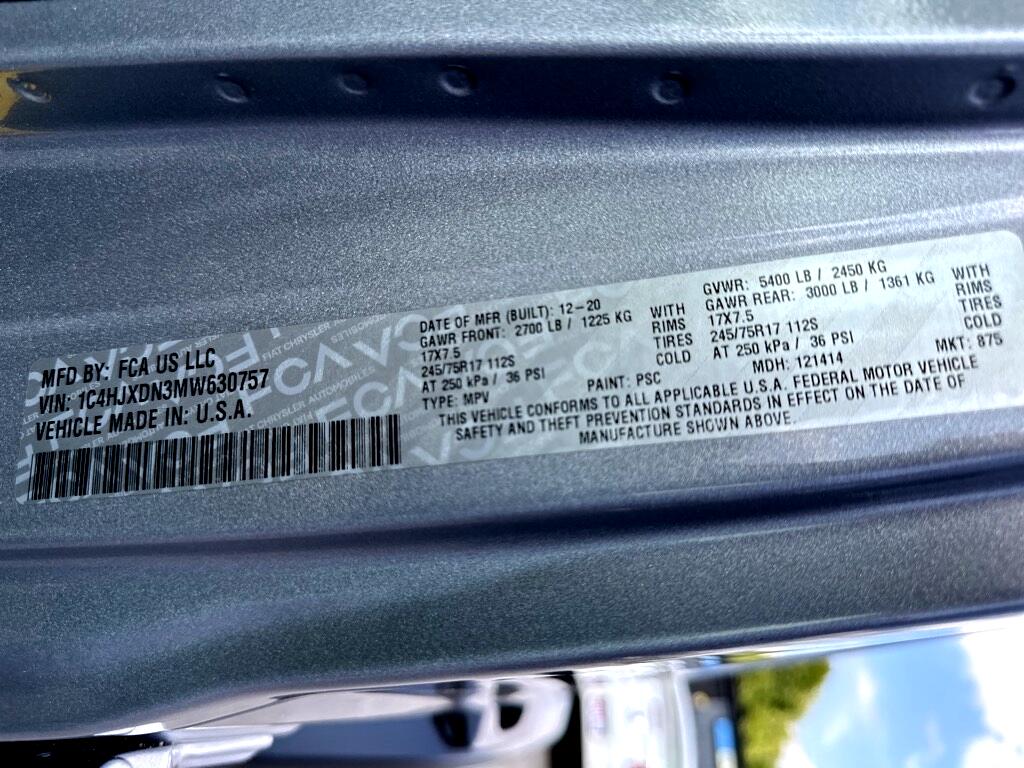 MFD BY: FCA US LLC
VIN: 1C4HJXDN3MW630757
VEHICLE MADE IN: U.S.A.
DATE OF MFR (BUILT): 12-20
GAWR FRONT: 2700 LB / 1225 KG WITH
17X7.5 RIMS
245/75R17 112S TIRES
AT 250 kPa / 36 PSI COLD
TYPE: MPV
GVWR: 5400 LB / 2450 KG
GAWR REAR: 3000 LB / 1361 KG WITH
17X7.5 RIMS
245/75R17 112S TIRES
AT 250 kPa / 36 PSI COLD
PAINT: PSC MDH: 121414 MKT: 875
THIS VEHICLE CONFORMS TO ALL APPLICABLE U.S.A. FEDERAL MOTOR VEHICLE
SAFETY AND THEFT PREVENTION STANDARDS IN EFFECT ON THE DATE OF
MANUFACTURE SHOWN ABOVE.
FCA
FIAT CHRYSLER AUTOMOBILES